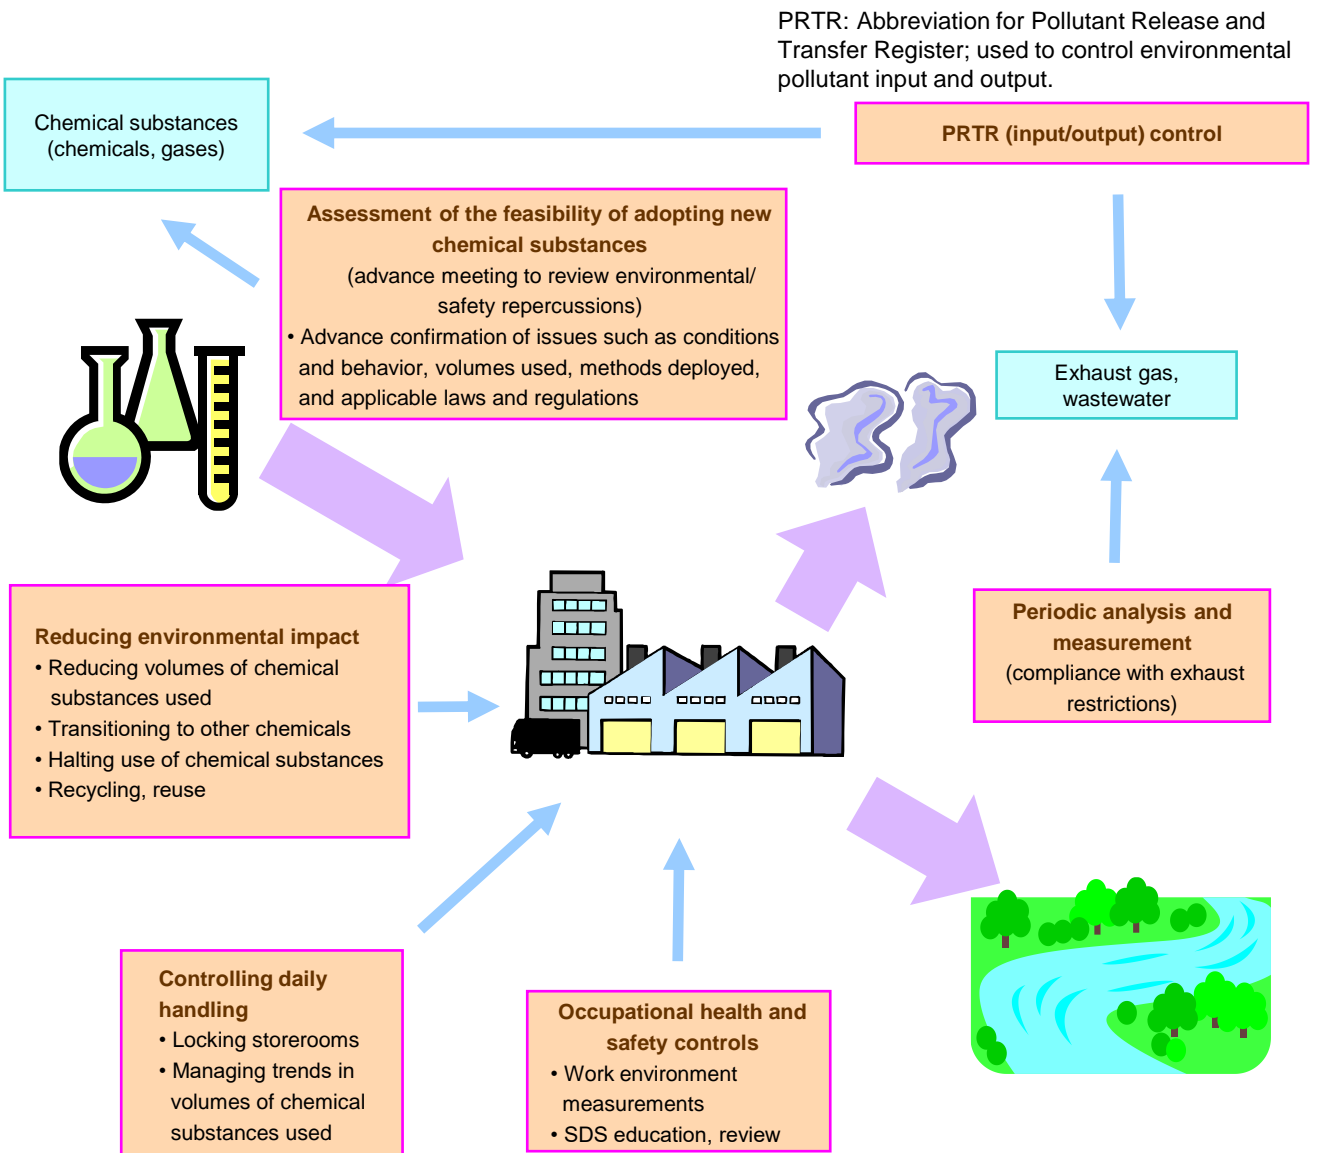 PRTR: Abbreviation for Pollutant Release and
Transfer Register; used to control environmental
pollutant input and output.
Chemical substances
(chemicals, gases)
PRTR (input/output) control
Assessment of the feasibility of adopting new
chemical substances
(advance meeting to review environmental/
safety repercussions)
• Advance confirmation of issues such as conditions
and behavior, volumes used, methods deployed,
and applicable laws and regulations
Exhaust gas,
wastewater
Periodic analysis and
measurement
(compliance with exhaust
restrictions)
Reducing environmental impact
• Reducing volumes of chemical
substances used
• Transitioning to other chemicals
• Halting use of chemical substances
• Recycling, reuse
Controlling daily
handling
• Locking storerooms
• Managing trends in
volumes of chemical
substances used
Occupational health and
safety controls
• Work environment
measurements
• SDS education, review